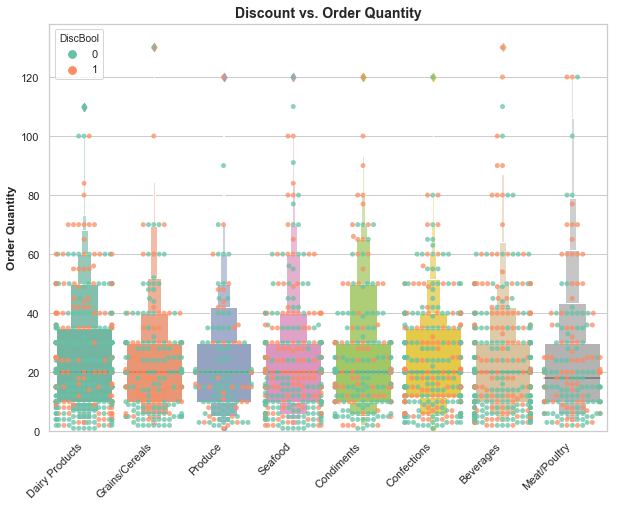 Discount vs. Order Quantity
DiscBool
0
1
Order Quantity
120
100
80
60
40
20
0
Dairy Products
Grains/Cereals
Produce
Seafood
Condiments
Confections
Beverages
Meat/Poultry